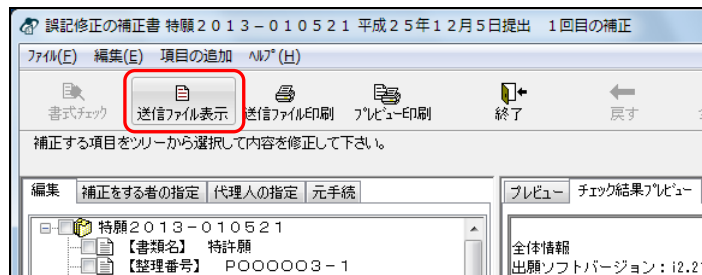 誤記修正の補正書 特願2013-010521 平成25年12月5日提出 1回目の補正
ﾌｧｲﾙ(F) 編集(E) 項目の追加 ﾍﾙﾌﾟ(H)
書式ﾁｪｯｸ 送信ﾌｧｲﾙ表示 送信ﾌｧｲﾙ印刷 ﾌﾟﾚﾋﾞｭｰ印刷 終了 戻す
補正する項目をツリーから選択して内容を修正して下さい。
編集 補正をする者の指定 代理人の指定 元手続 プレビュー チェック結果ﾌﾟﾚﾋﾞｭｰ
特願2013-010521
【書類名】 特許願
【整理番号】 P000003-1
全体情報
出願ソフトバージョン:i2.2